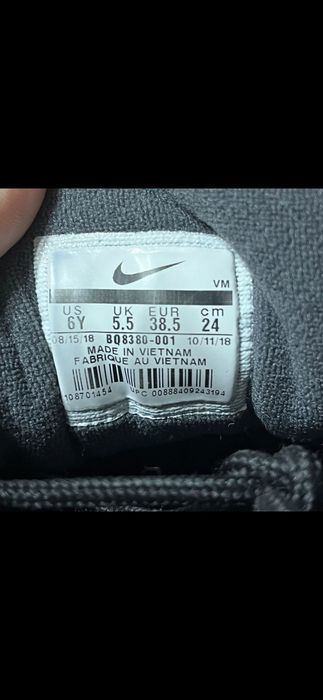 VM
US UK EUR cm
6Y 5.5 38.5 24
08/15/18 BQ8380-001 10/11/18
MADE IN VIETNAM
FABRIQUE AU VIETNAM
108701454 UPC 00888409243194